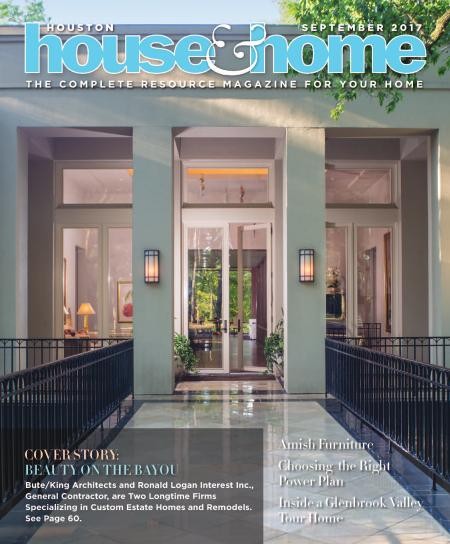 HOUSTON
SEPTEMBER 2017
house&home
THE COMPLETE RESOURCE MAGAZINE FOR YOUR HOME
COVER STORY:
BEAUTY ON THE BAYOU
Bute/King Architects and Ronald Logan Interest Inc.,
General Contractor, are Two Longtime Firms
Specializing in Custom Estate Homes and Remodels.
See Page 60.
Amish Furniture
Choosing the Right
Power Plan
Inside a Glenbrook Valley
Tour Home